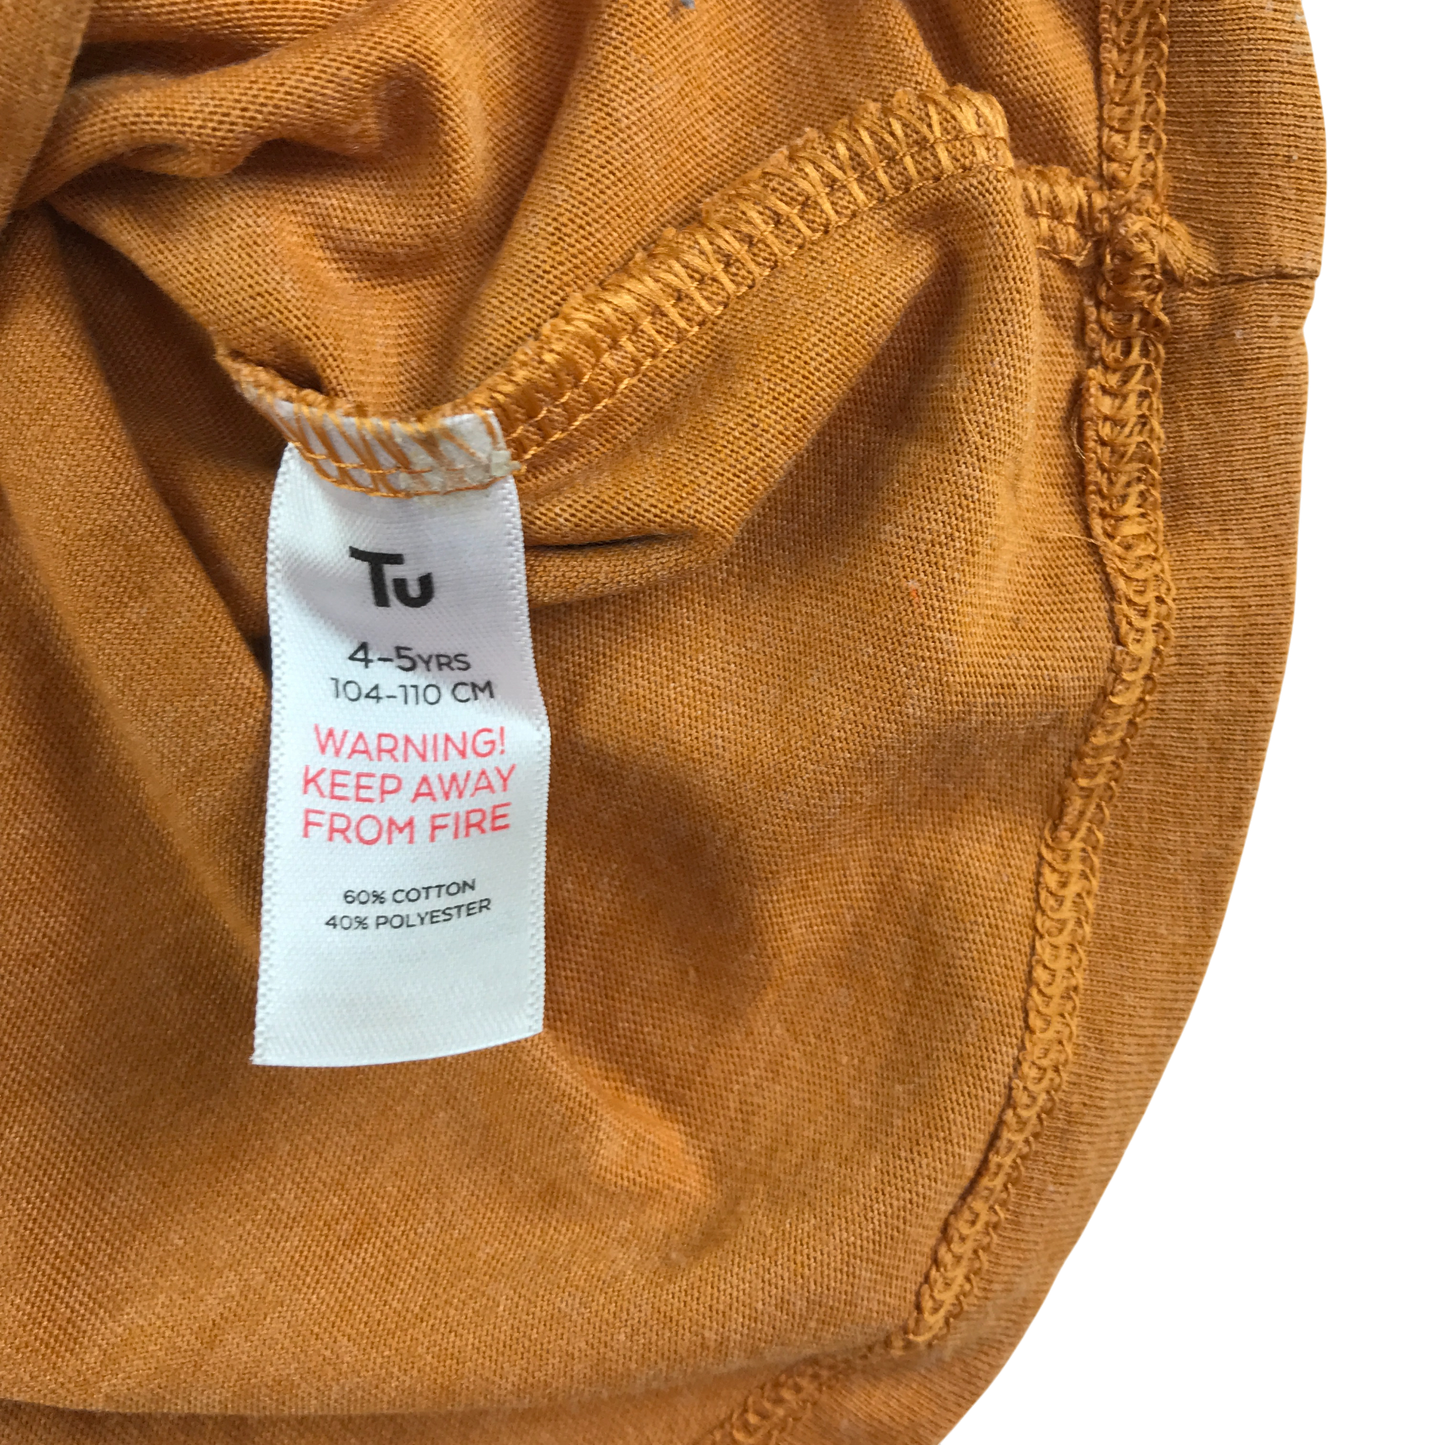 Tu
4-5YRS
104-110 CM
WARNING!
KEEP AWAY
FROM FIRE
60% COTTON
40% POLYESTER